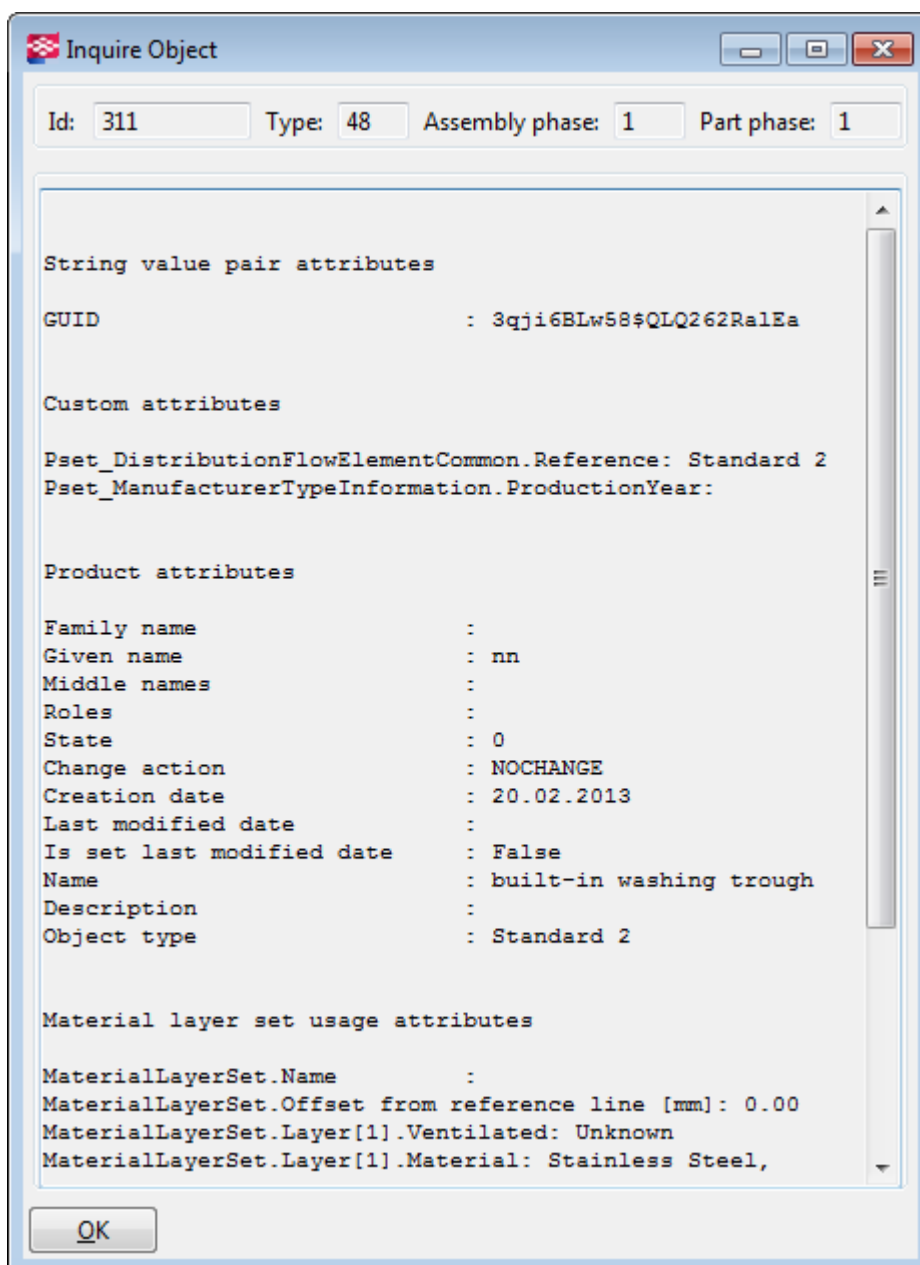 Inquire Object
Id: 311 Type: 48 Assembly phase: 1 Part phase: 1
String value pair attributes
GUID : 3qji6BLw58$QLQ262RalEa
Custom attributes
Pset_DistributionFlowElementCommon.Reference: Standard 2
Pset_ManufacturerTypeInformation.ProductionYear:
Product attributes
Family name :
Given name : nn
Middle names :
Roles :
State : 0
Change action : NOCHANGE
Creation date : 20.02.2013
Last modified date :
Is set last modified date : False
Name : built-in washing trough
Description :
Object type : Standard 2
Material layer set usage attributes
MaterialLayerSet.Name :
MaterialLayerSet.Offset from reference line [mm]: 0.00
MaterialLayerSet.Layer[1].Ventilated: Unknown
MaterialLayerSet.Layer[1].Material: Stainless Steel,
OK